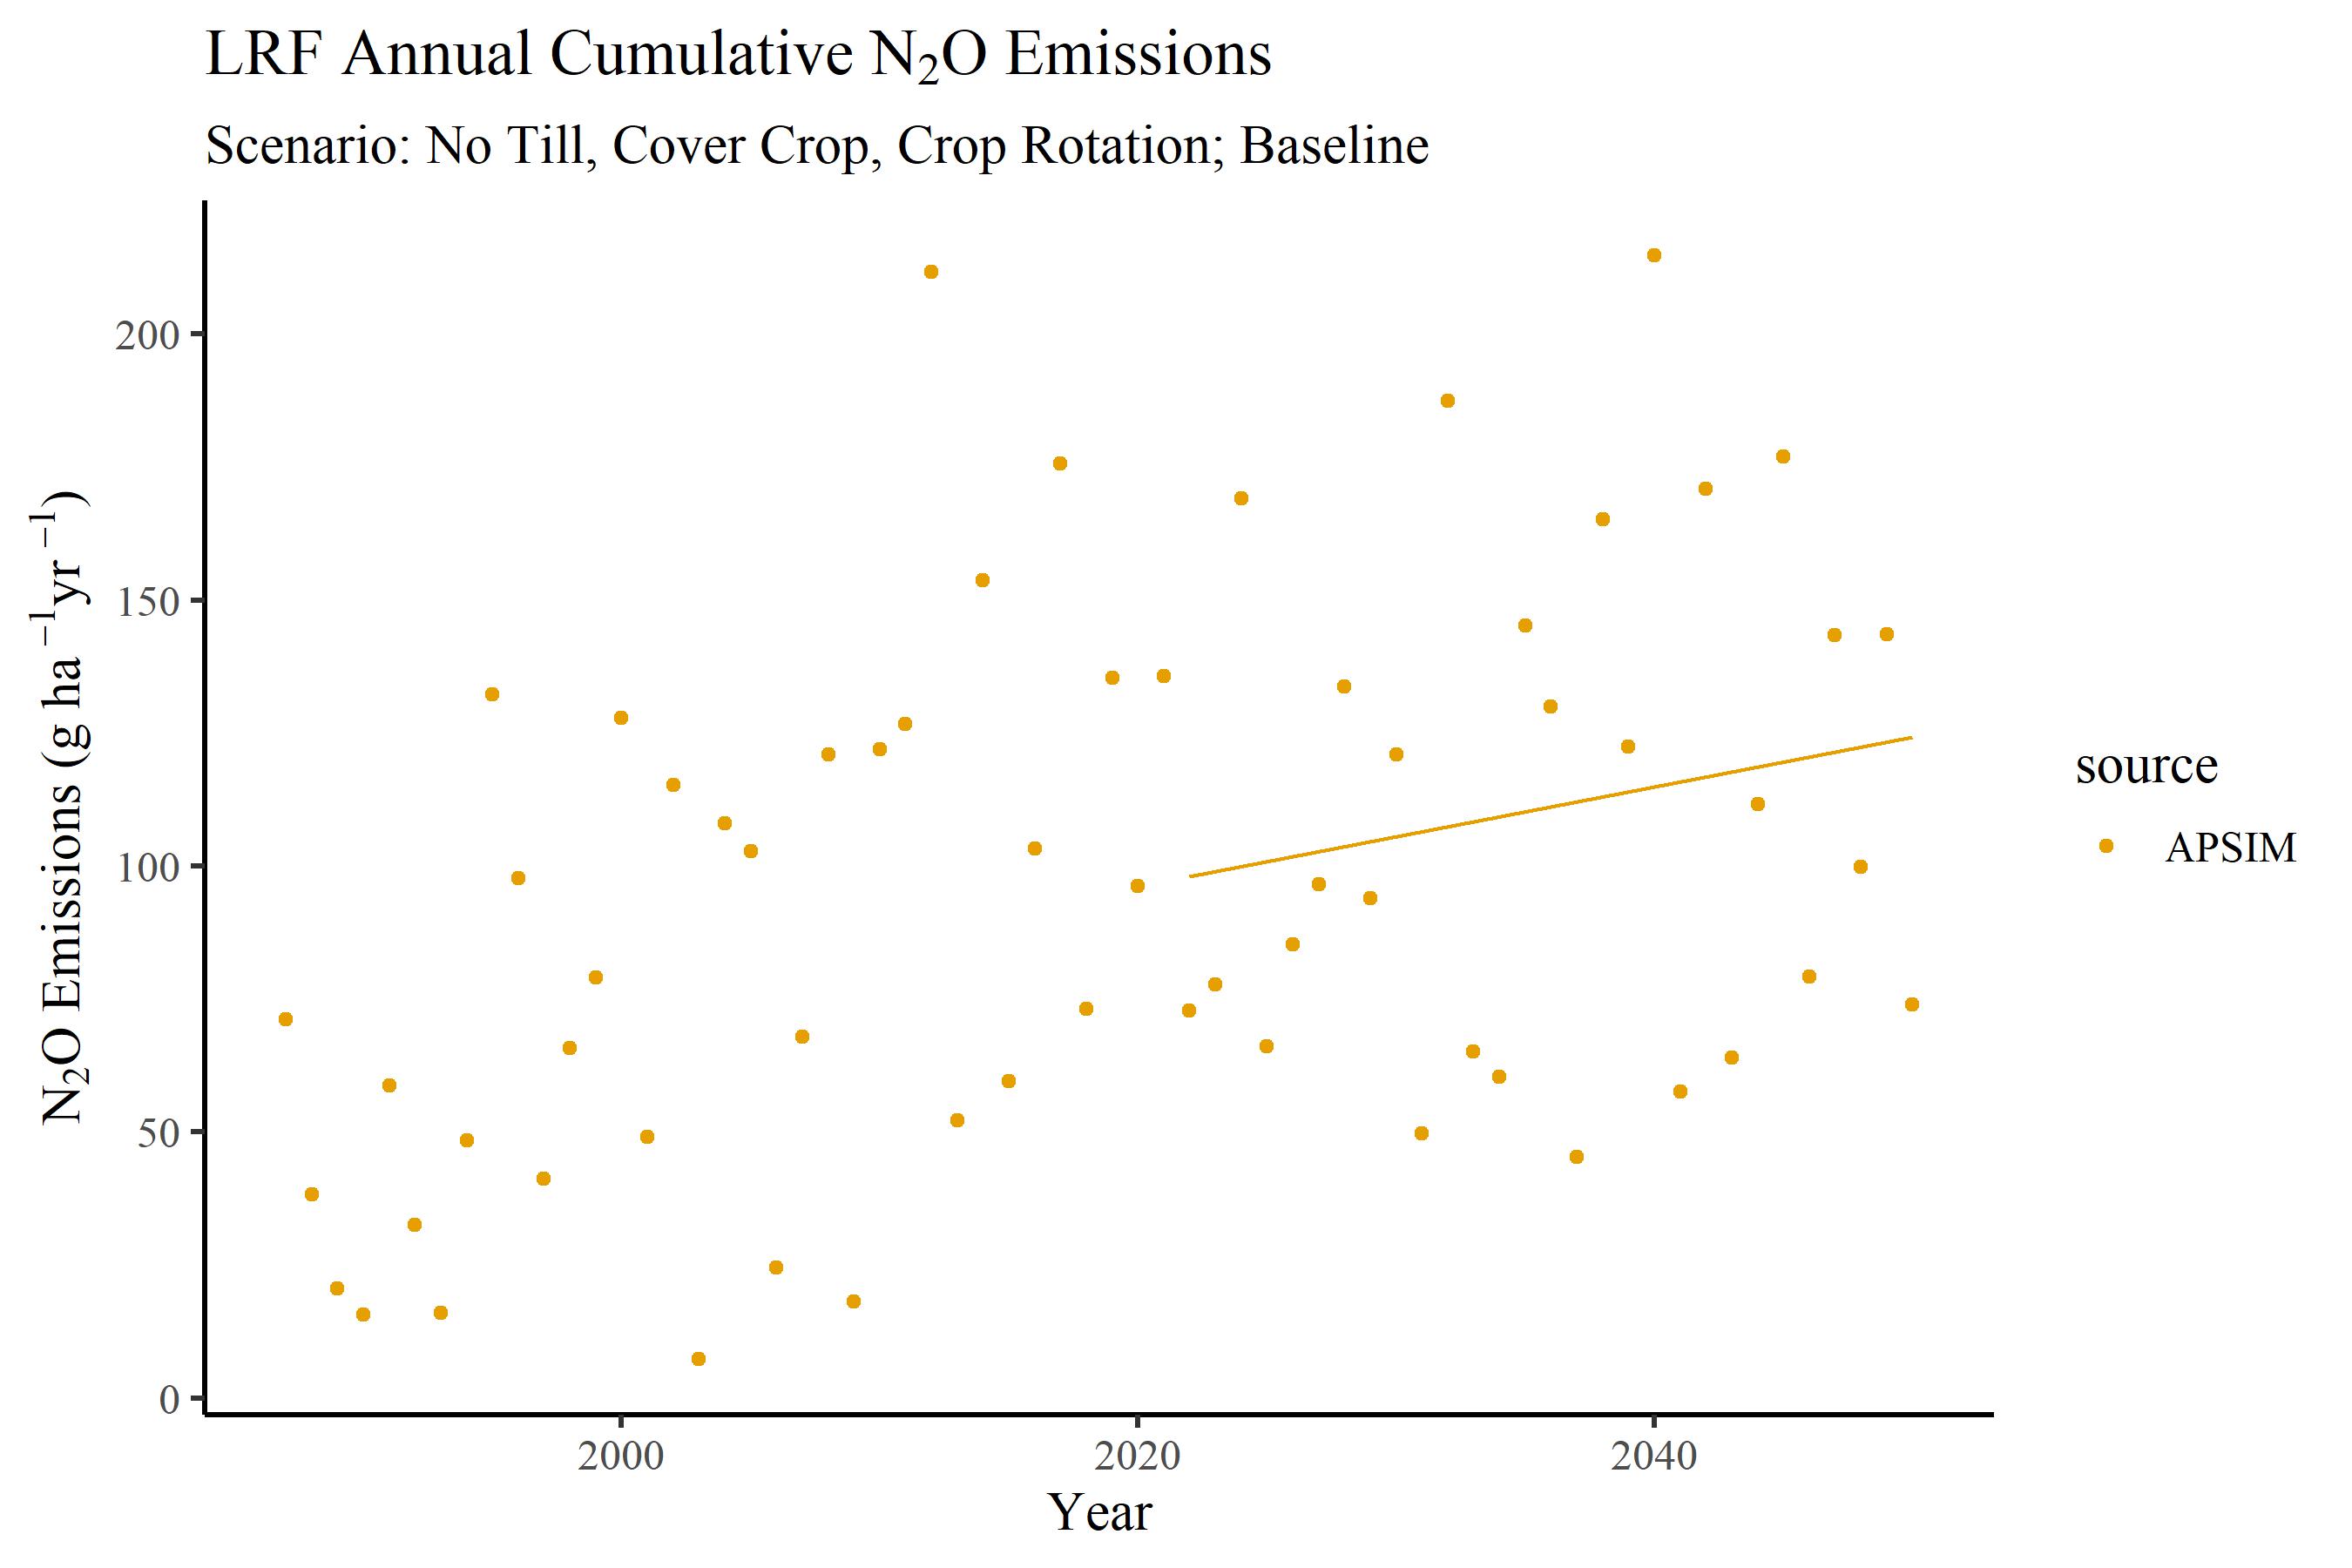 LRF Annual Cumulative N₂O Emissions
Scenario: No Till, Cover Crop, Crop Rotation; Baseline
N₂O Emissions (g ha ⁻¹yr ⁻¹)
200
150
100
50
0
2000 2020 2040
Year
source
APSIM